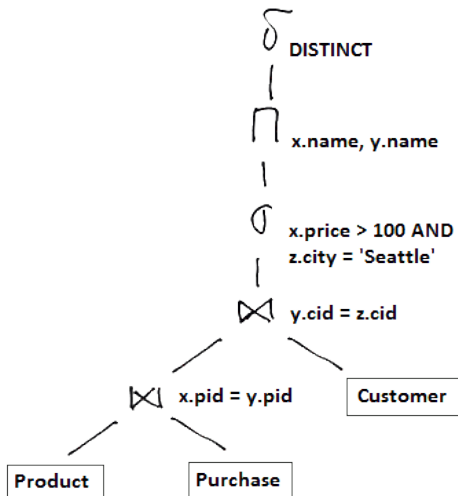 δ DISTINCT
Π x.name, y.name
σ x.price > 100 AND
z.city = 'Seattle'
⋈ y.cid = z.cid
⋈ x.pid = y.pid
Customer
Product
Purchase